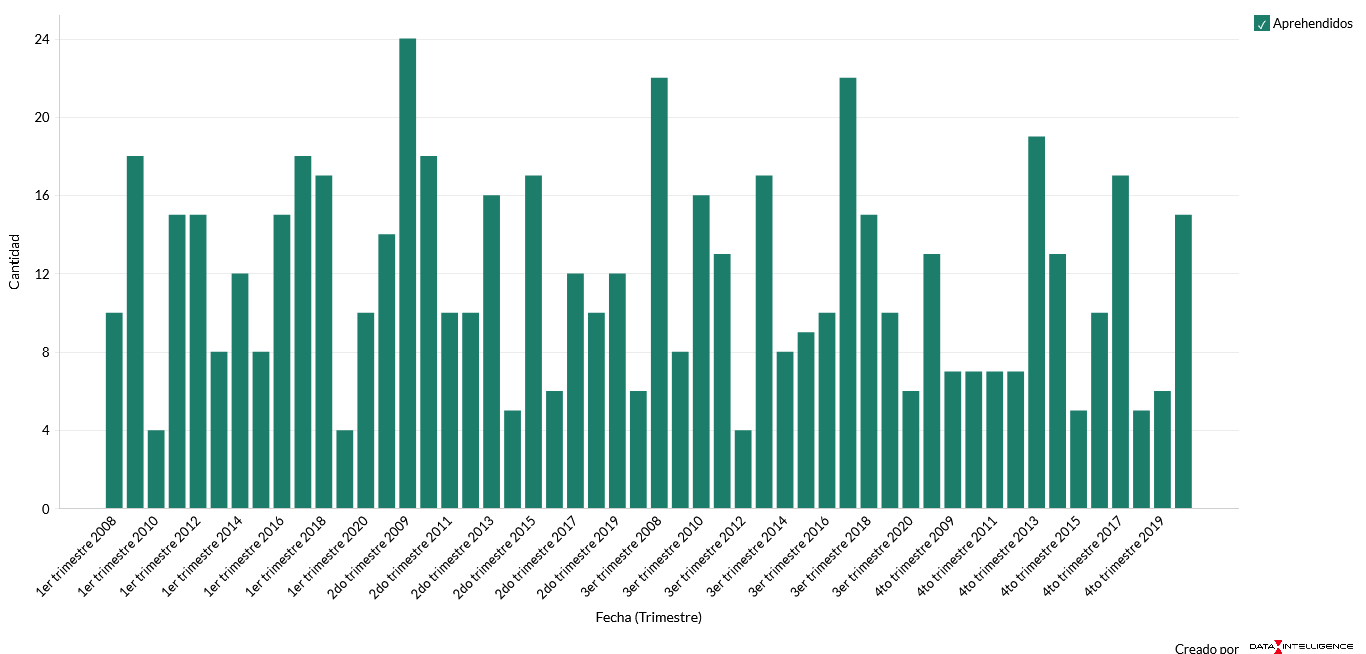 Aprehendidos
24
20
16
12
8
4
0
Cantidad
1er trimestre 2008
1er trimestre 2010
1er trimestre 2012
1er trimestre 2014
1er trimestre 2016
1er trimestre 2018
1er trimestre 2020
2do trimestre 2009
2do trimestre 2011
2do trimestre 2013
2do trimestre 2015
2do trimestre 2017
2do trimestre 2019
3er trimestre 2008
3er trimestre 2010
3er trimestre 2012
3er trimestre 2014
3er trimestre 2016
3er trimestre 2018
3er trimestre 2020
4to trimestre 2009
4to trimestre 2011
4to trimestre 2013
4to trimestre 2015
4to trimestre 2017
4to trimestre 2019
Fecha (Trimestre)
Creado por DATA INTELLIGENCE